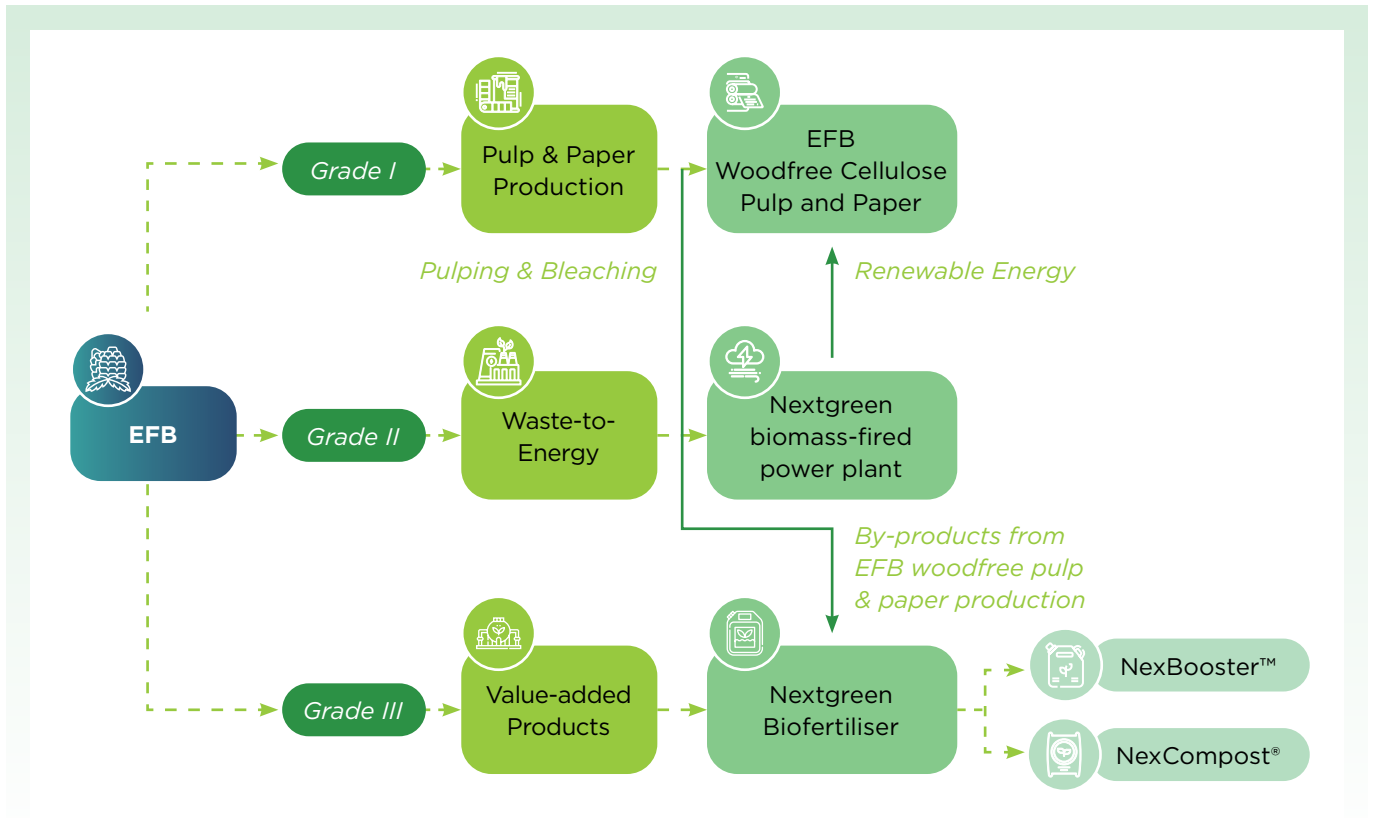 Grade I
Pulp & Paper
Production
EFB
Woodfree Cellulose
Pulp and Paper
Pulping & Bleaching
Renewable Energy
EFB
Grade II
Waste-to-
Energy
Nextgreen
biomass-fired
power plant
By-products from
EFB woodfree pulp
& paper production
Grade III
Value-added
Products
Nextgreen
Biofertiliser
NexBooster™
NexCompost®